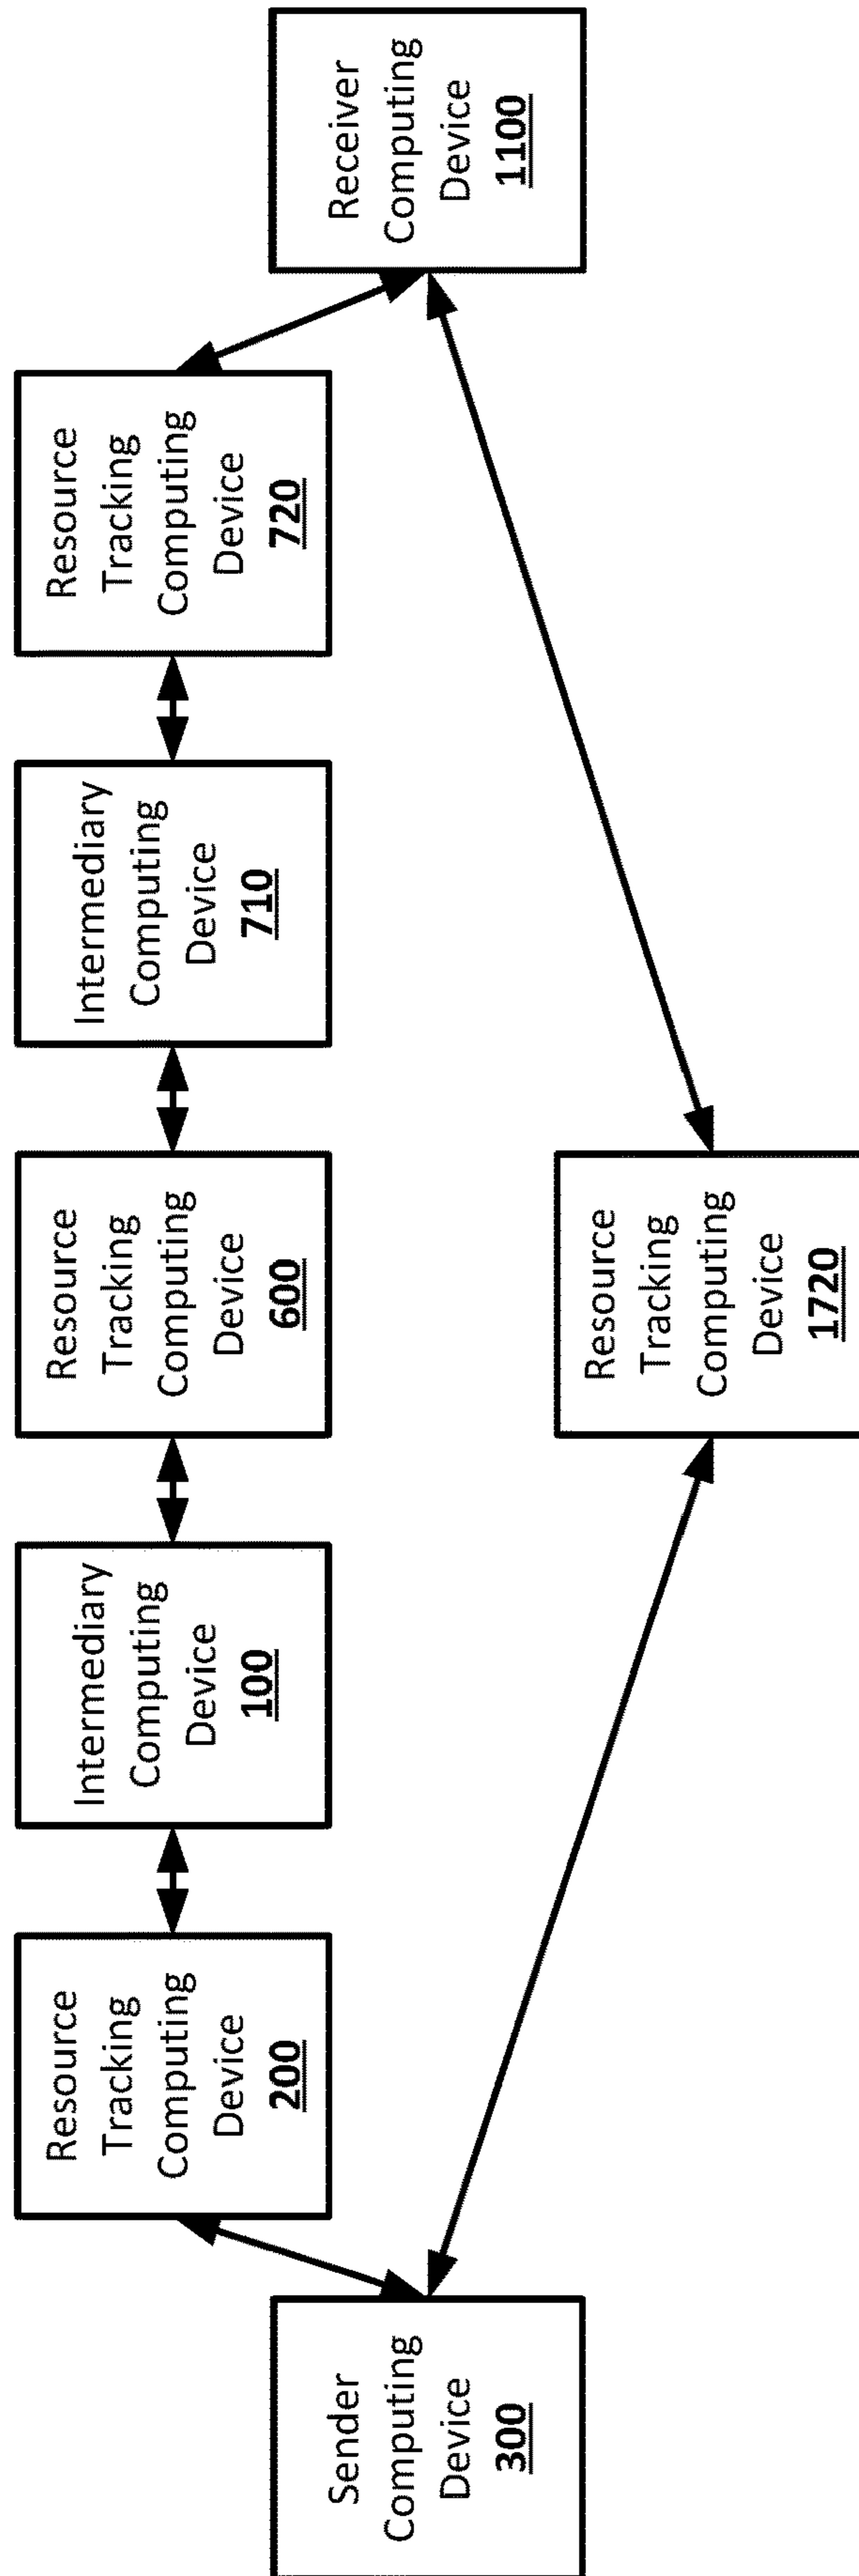 Resource
Tracking
Computing
Device
200
Intermediary
Computing
Device
100
Resource
Tracking
Computing
Device
600
Intermediary
Computing
Device
710
Resource
Tracking
Computing
Device
720
Sender
Computing
Device
300
Receiver
Computing
Device
1100
Resource
Tracking
Computing
Device
1720